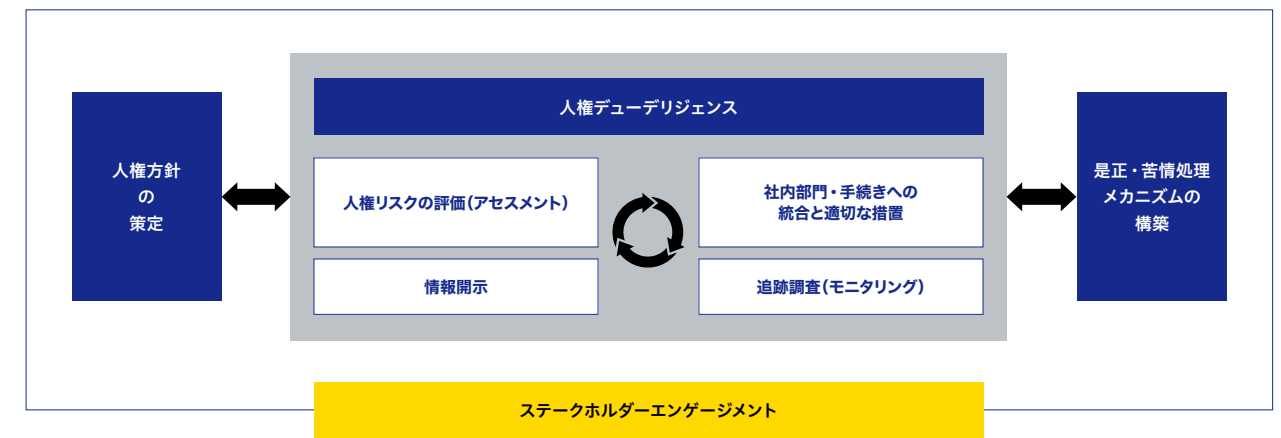 人権方針
の
策定
人権デューデリジェンス
人権リスクの評価(アセスメント)
社内部門・手続きへの
統合と適切な措置
情報開示
追跡調査(モニタリング)
是正・苦情処理
メカニズムの
構築
ステークホルダーエンゲージメント